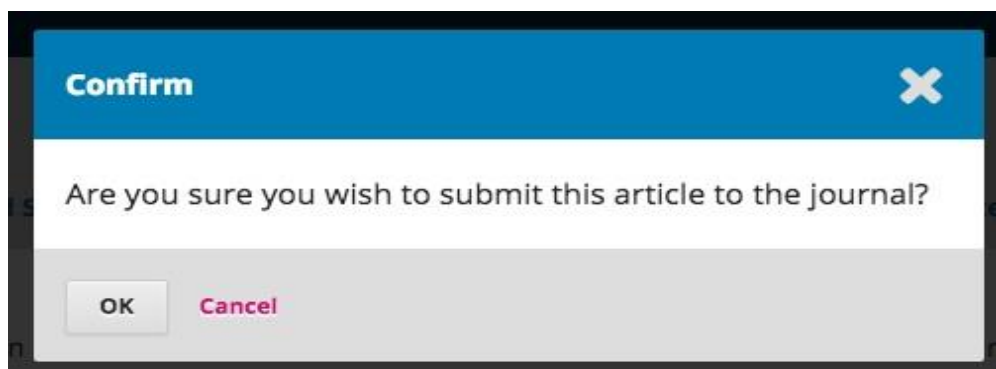 Confirm
Are you sure you wish to submit this article to the journal?
OK Cancel